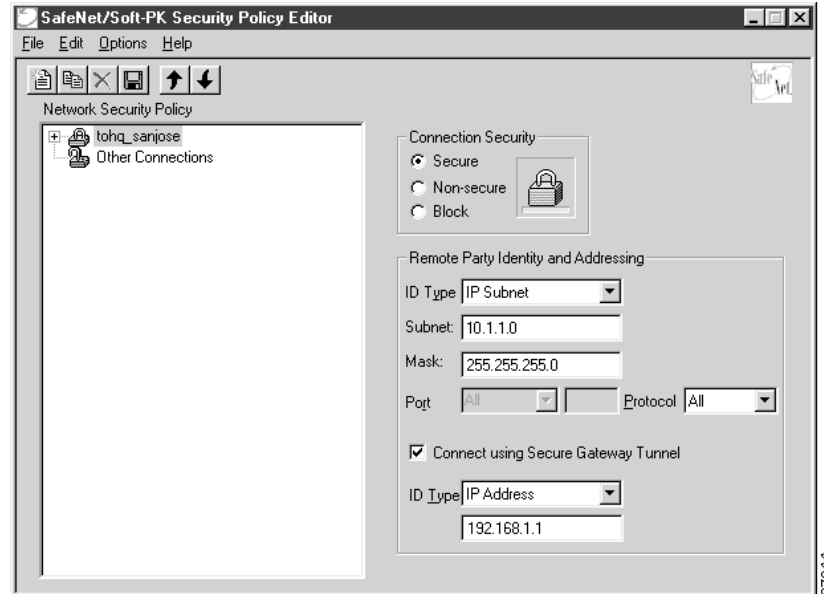 SafeNet/Soft-PK Security Policy Editor
File Edit Options Help
Safe Net
Network Security Policy
tohq_sanjose
Other Connections
Connection Security
Secure
Non-secure
Block
Remote Party Identity and Addressing
ID Type IP Subnet
Subnet: 10.1.1.0
Mask: 255.255.255.0
Port All Protocol All
Connect using Secure Gateway Tunnel
ID Type IP Address
192.168.1.1